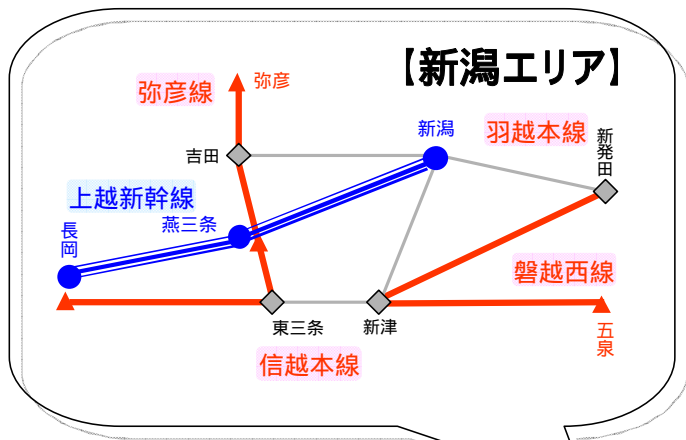 【新潟エリア】
弥彦線
弥彦
新潟
羽越本線
新発田
吉田
上越新幹線
燕三条
長岡
磐越西線
東三条
新津
五泉
信越本線